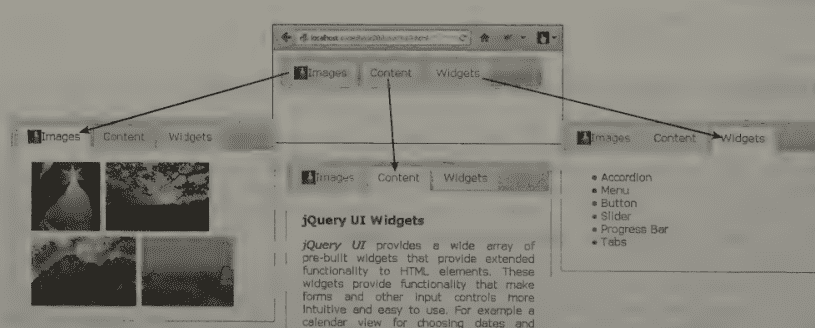 localhost
Images Content Widgets
Images Content Widgets
Images Content Widgets
Images Content Widgets
jQuery UI Widgets
jQuery UI provides a wide array of
pre-built widgets that provide extended
functionality to HTML elements. These
widgets provide functionality that make
forms and other input controls more
intuitive and easy to use. For example a
calendar view for choosing dates and
Accordion
Menu
Button
Slider
Progress Bar
Tabs